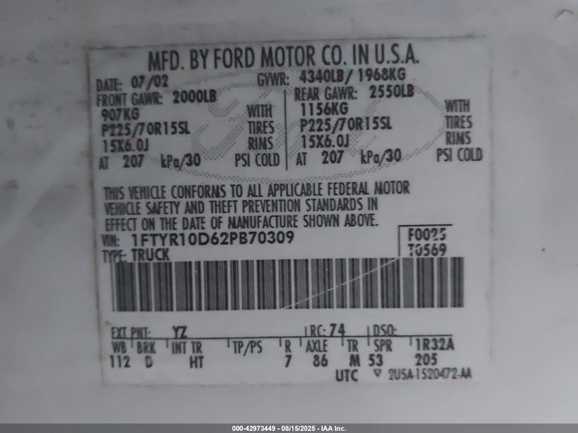 MFD. BY FORD MOTOR CO. IN U.S.A.
DATE: 07/02 GVWR: 4340LB/ 1968KG
FRONT GAWR: 2000LB REAR GAWR: 2550LB
907KG WITH 1156KG WITH
P225/70R15SL TIRES P225/70R15SL TIRES
15X6.0J RIMS 15X6.0J RIMS
AT 207 kPa/30 PSI COLD AT 207 kPa/30 PSI COLD
THIS VEHICLE CONFORMS TO ALL APPLICABLE FEDERAL MOTOR
VEHICLE SAFETY AND THEFT PREVENTION STANDARDS IN
EFFECT ON THE DATE OF MANUFACTURE SHOWN ABOVE.
VIN: 1FTYR10D62PB70309 F0025
TYPE: TRUCK T0569
EXT PNT: YZ RC: 74 DSO:
WB BRK INT TR TP/PS R AXLE TR SPR 1R32A
112 D HT 7 86 M 53 205
UTC 2U5A-1520472-AA
000-42973449 - 08/15/2025 - IAA Inc.